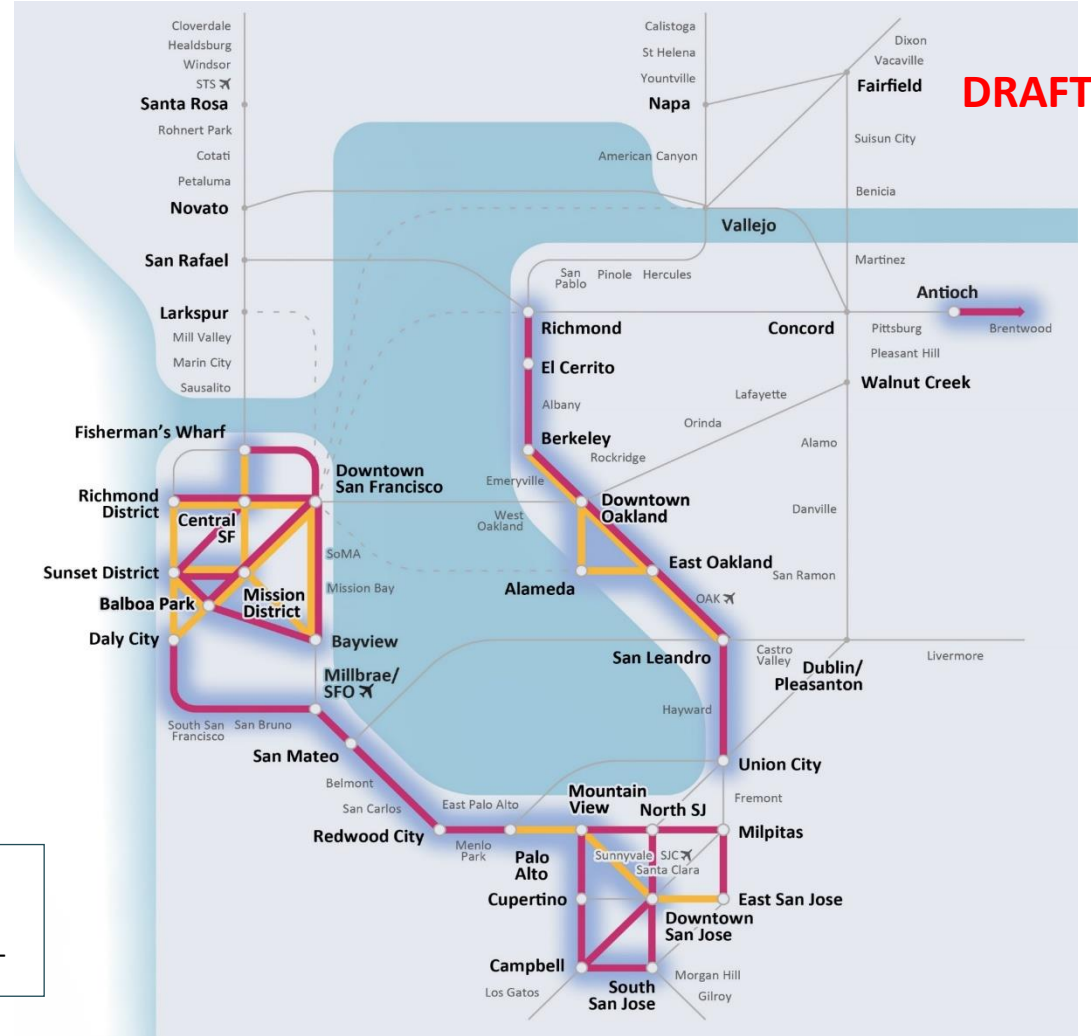 Cloverdale
Healdsburg
Windsor
STS
Santa Rosa
Rohnert Park
Cotati
Petaluma
Novato
San Rafael
Larkspur
Mill Valley
Marin City
Sausalito
Calistoga
St Helena
Yountville
Napa
American Canyon
Dixon
Vacaville
Fairfield
DRAFT
Suisun City
Benicia
Vallejo
Martinez
San
Pablo
Pinole
Hercules
Antioch
Richmond
Concord
Pittsburg
Brentwood
Pleasant Hill
El Cerrito
Walnut Creek
Albany
Lafayette
Orinda
Berkeley
Rockridge
Alamo
Emeryville
Fisherman's Wharf
Downtown
San Francisco
Richmond
District
Central
SF
West
Oakland
Downtown
Oakland
Danville
SoMA
Sunset District
Mission
District
Mission Bay
Balboa Park
Daly City
Bayview
Alameda
East Oakland
OAK
San Ramon
San Leandro
Castro
Valley
Dublin/
Pleasanton
Livermore
Millbrae/
SFO
South San
Francisco
San Bruno
Hayward
San Mateo
Union City
Belmont
San Carlos
East Palo Alto
Mountain
View
North SJ
Fremont
Redwood City
Menlo
Park
Palo
Alto
Milpitas
Sunnyvale
SJC
Santa Clara
Cupertino
East San Jose
Downtown
San Jose
Campbell
South
San Jose
Los Gatos
Morgan Hill
Gilroy